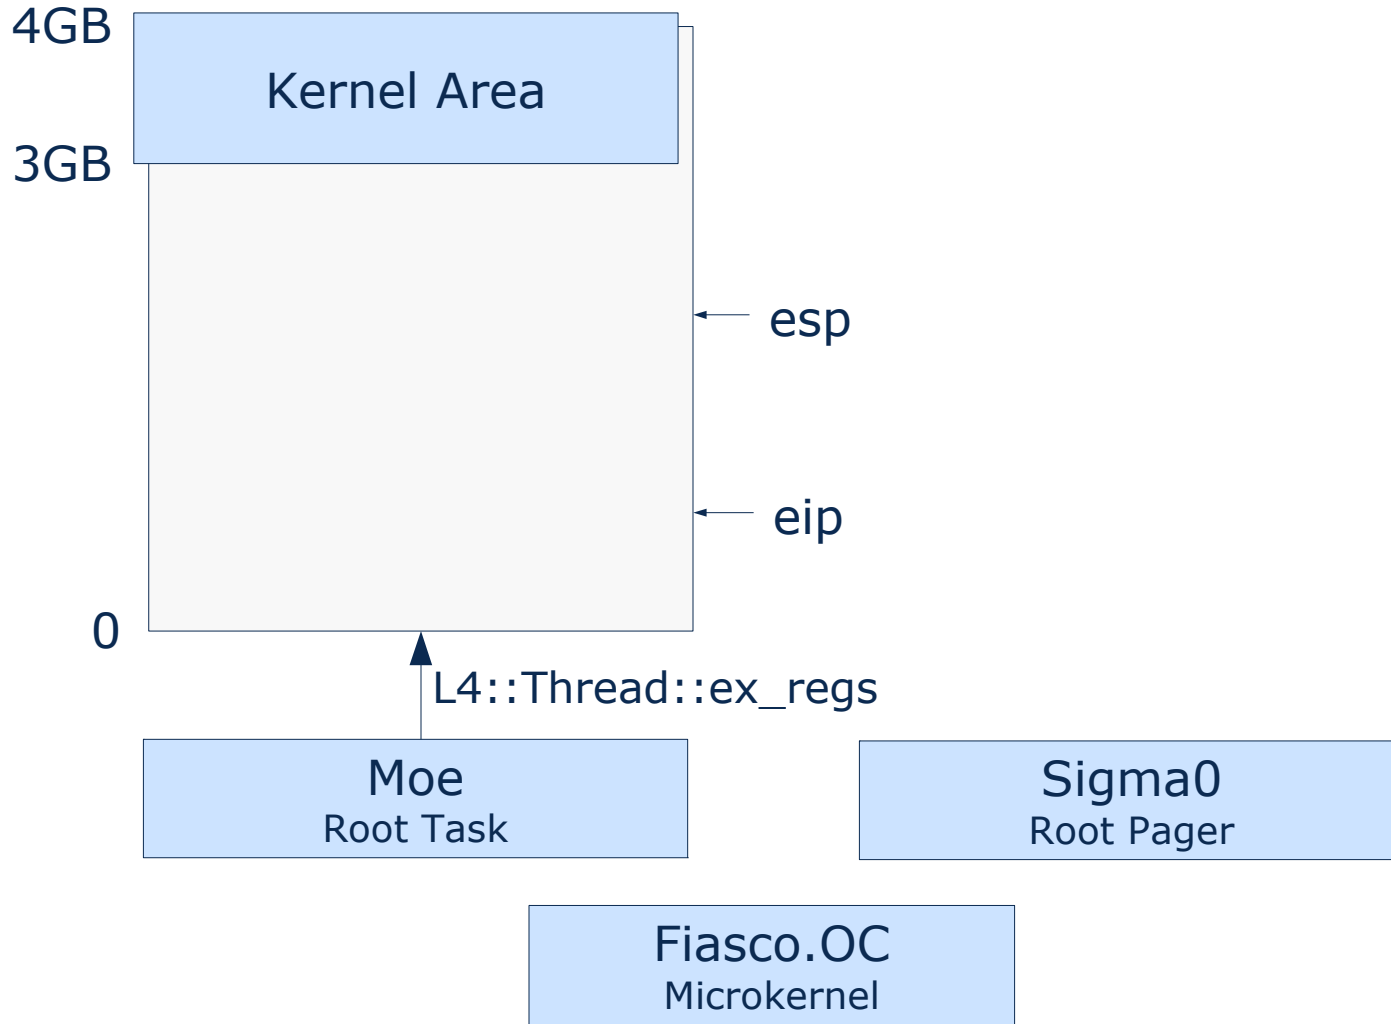 4GB
Kernel Area
3GB
esp
eip
0
L4::Thread::ex_regs
Moe
Root Task
Sigma0
Root Pager
Fiasco.OC
Microkernel